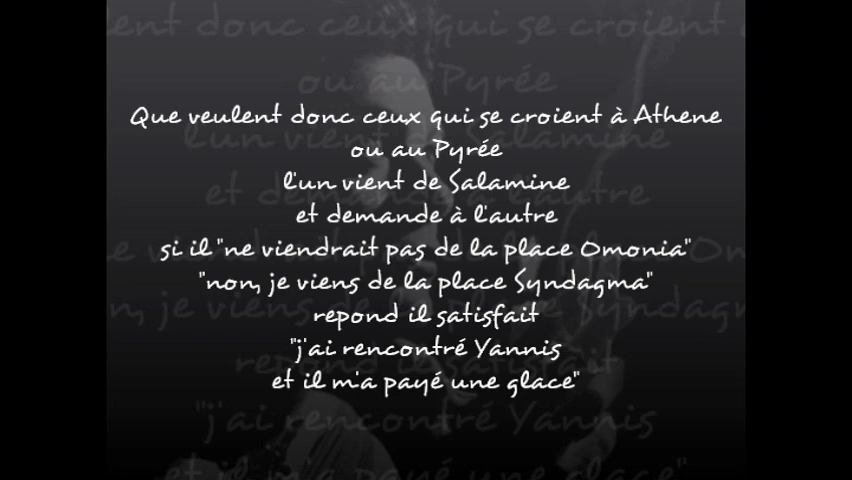 Que veulent donc ceux qui se croient à Athene
ou au Pyrée
l'un vient de Salamine
et demande à l'autre
si il "ne viendrait pas de la place Omonia"
"non, je viens de la place Syndagma"
repond il satisfait
"j'ai rencontré Yannis
et il m'a payé une glace"